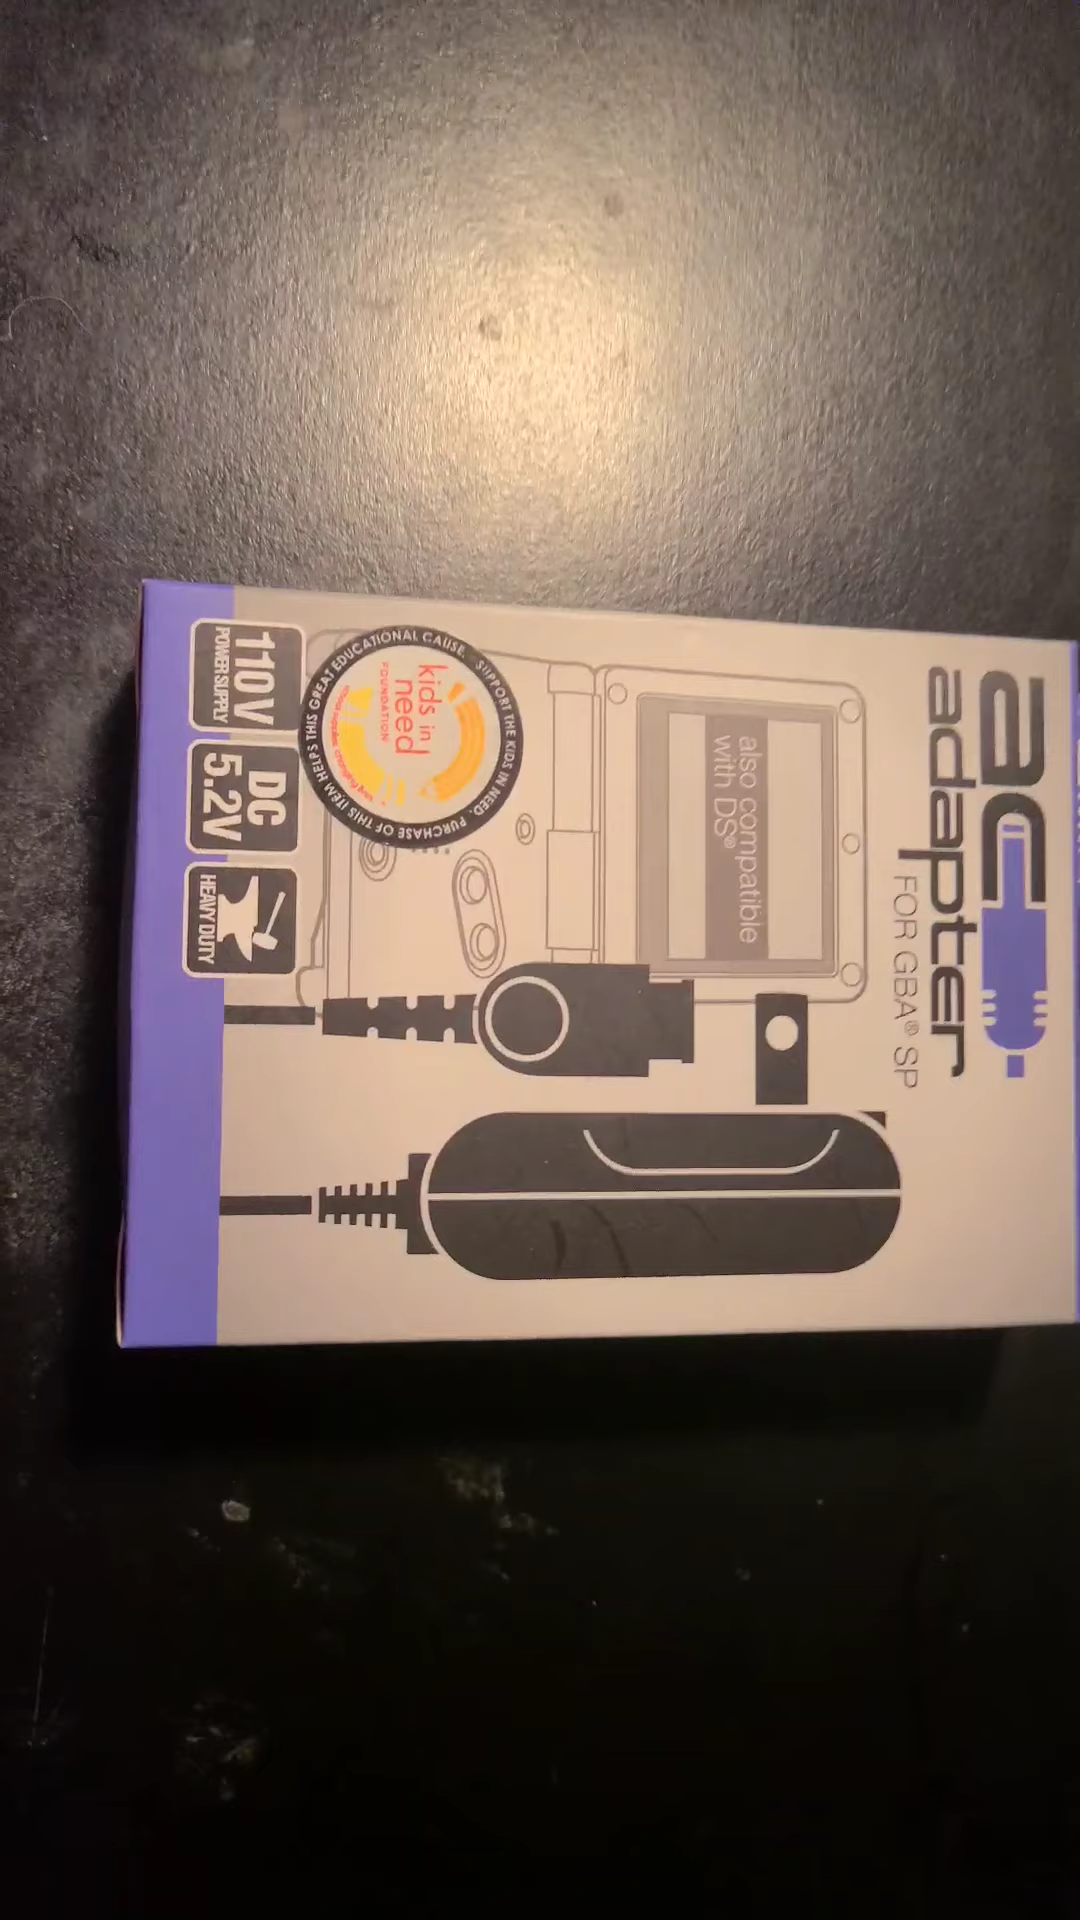 ac
adapter
FOR GBA® SP
also compatible
with DS®
SUPPORT THE KIDS IN NEED. PURCHASE OF THIS ITEM HELPS THIS GREAT EDUCATIONAL CAUSE.
kids in
need
FOUNDATION
110V
POWER SUPPLY
DC
5.2V
HEAVY DUTY